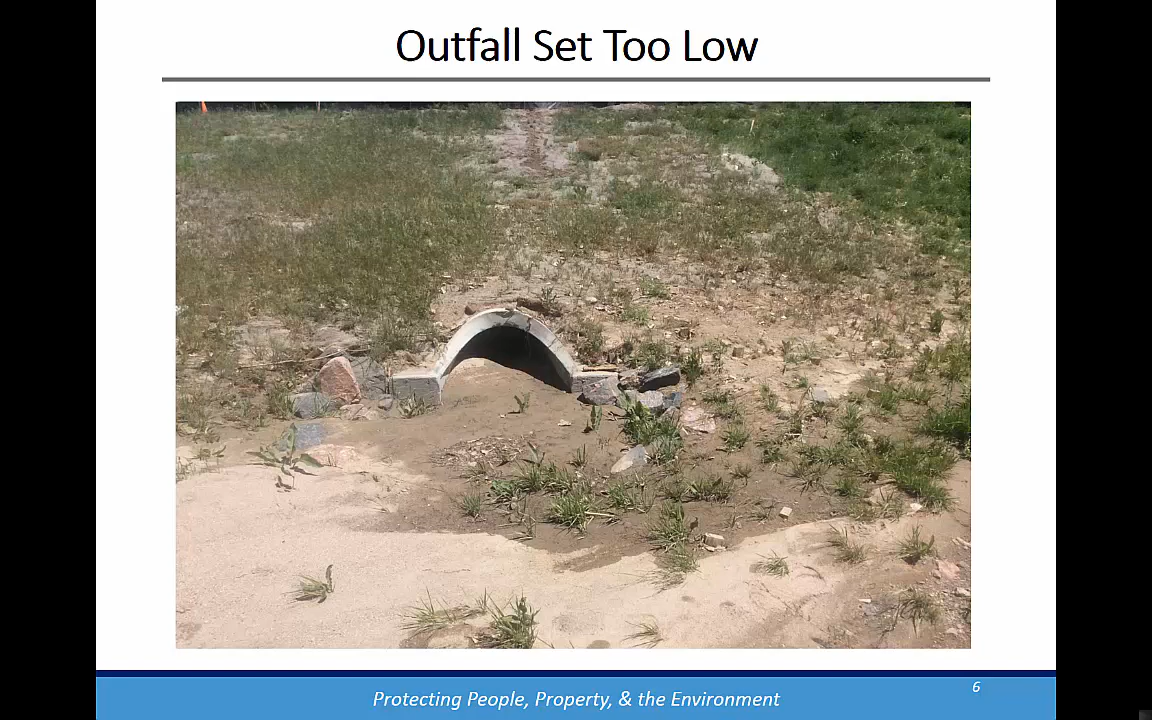 Outfall Set Too Low
Protecting People, Property, & the Environment
6